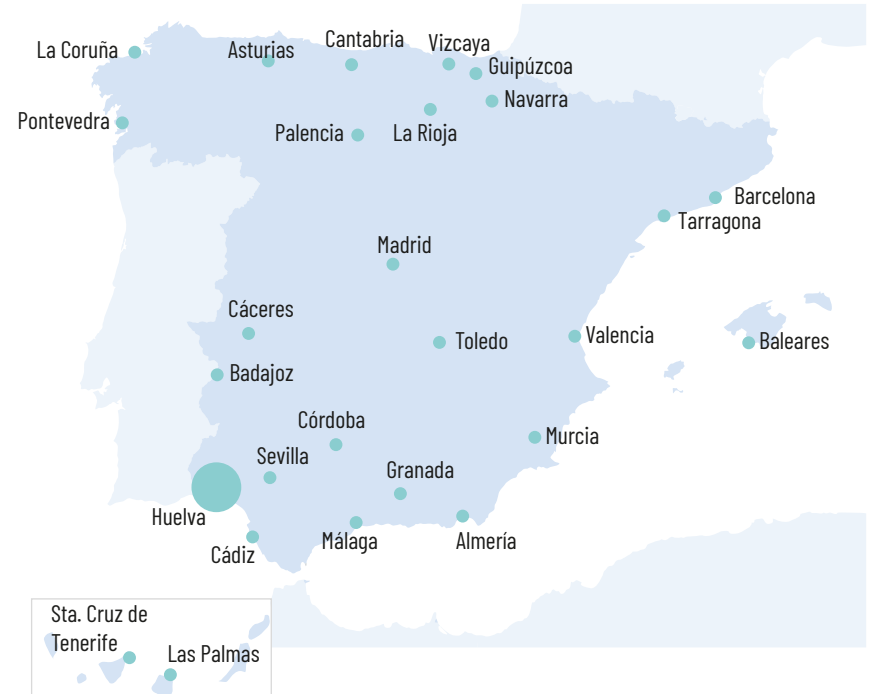 La Coruña
Asturias
Cantabria
Vizcaya
Guipúzcoa
Navarra
Pontevedra
Palencia
La Rioja
Barcelona
Tarragona
Madrid
Cáceres
Toledo
Valencia
Baleares
Badajoz
Córdoba
Murcia
Sevilla
Granada
Huelva
Cádiz
Málaga
Almería
Sta. Cruz de
Tenerife
Las Palmas